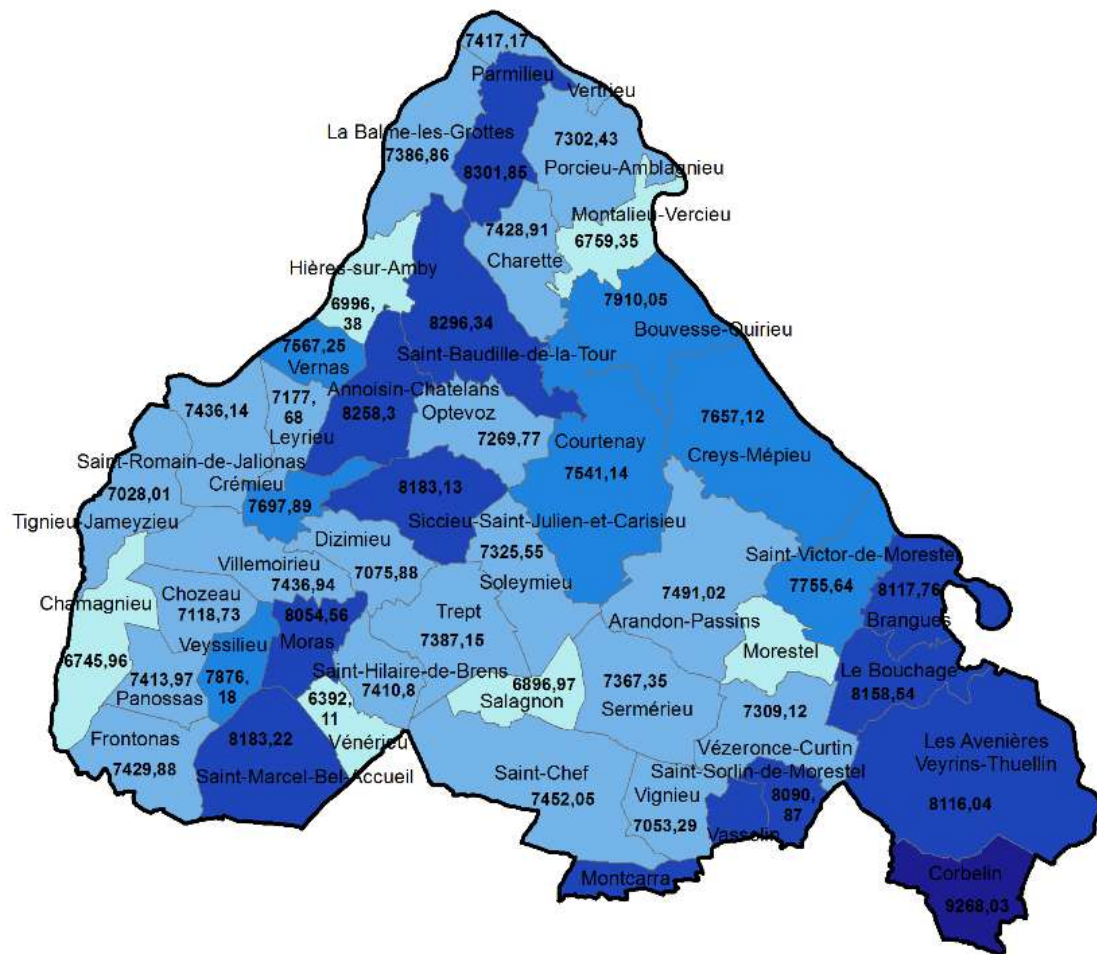 7417,17
Parmilieu
Vertrieu
La Balme-les-Grottes
7386,86
7302,43
8301,85
Porcieu-Amblagnieu
Montalieu-Vercieu
7428,91
6759,35
Charette
Hières-sur-Amby
6996,
38
7910,05
Bouvesse-Quirieu
8296,34
Saint-Baudille-de-la-Tour
7567,25
Vernas
Annoisin-Chatelans
8258,3
Optevoz
7269,77
7177,
68
Leyrieu
7436,14
7657,12
Creys-Mépieu
Courtenay
7541,14
Saint-Romain-de-Jalionas
7028,01
Crémieu
7697,89
8183,13
Siccieu-Saint-Julien-et-Carisieu
Tignieu-Jameyzieu
Dizimieu
7075,88
7325,55
Soleymieu
Saint-Victor-de-Morestel
7755,64
8117,76
Brangues
Villemoirieu
7436,94
Chozeau
7118,73
Chamagnieu
6745,96
8054,56
Moras
Trept
7387,15
7491,02
Arandon-Passins
Veyssilieu
7876,
18
Morestel
Le Bouchage
8158,54
7413,97
Panossas
Saint-Hilaire-de-Brens
7410,8
6392,
11
Vénérieu
6896,97
Salagnon
7367,35
Sermérieu
7309,12
Vézeronce-Curtin
Frontonas
7429,88
8183,22
Saint-Marcel-Bel-Accueil
Les Avenières
Veyrins-Thuellin
8116,04
Saint-Chef
7452,05
Saint-Sorlin-de-Morestel
8090,
87
Vignieu
7053,29
Vasselin
Montcarra
Corbelin
9268,03